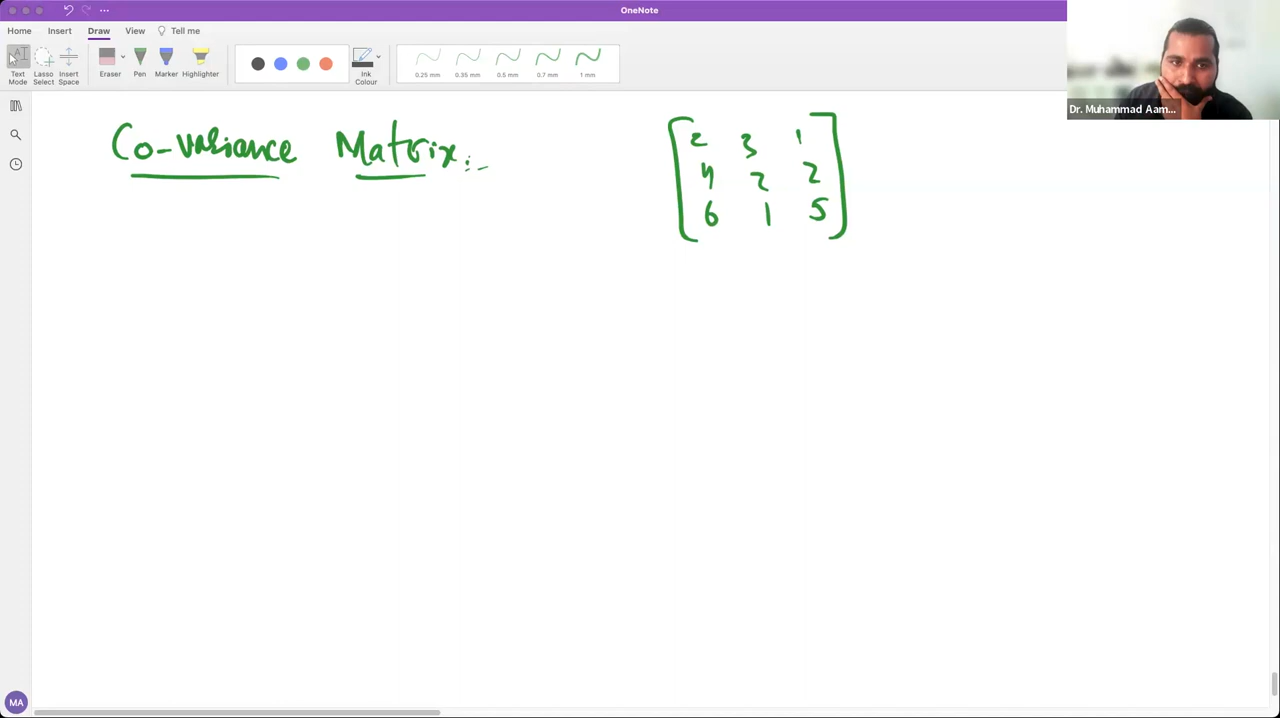 OneNote
Home Insert Draw View Tell me
Text Mode
Lasso Select
Insert Space
Eraser
Pen
Marker
Highlighter
Ink Colour
0.25 mm
0.35 mm
0.5 mm
0.7 mm
1 mm
Dr. Muhammad Aam...
Co-variance Matrix:-
2 3 1
4 2 2
6 1 5
MA